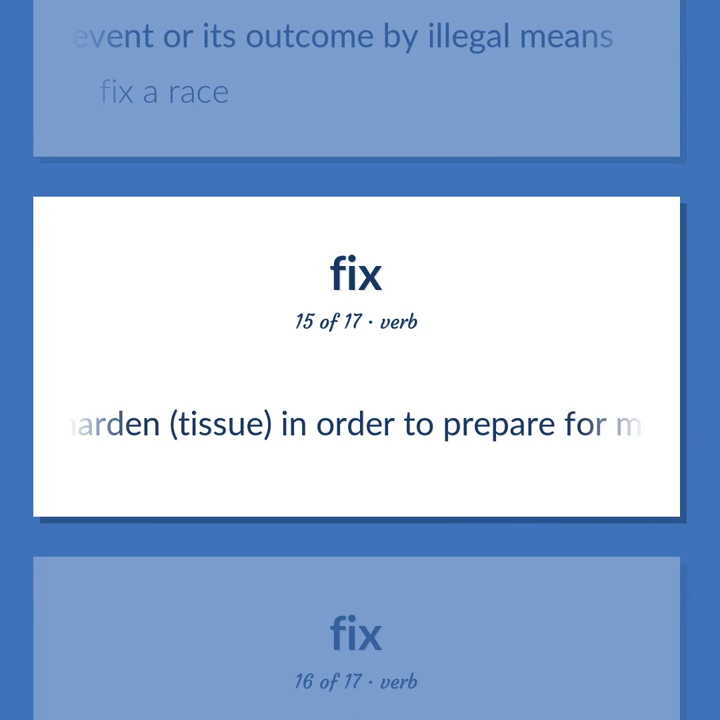 event or its outcome by illegal means
fix a race
fix
15 of 17 · verb
(tissue) in order to prepare for
fix
16 of 17 · verb